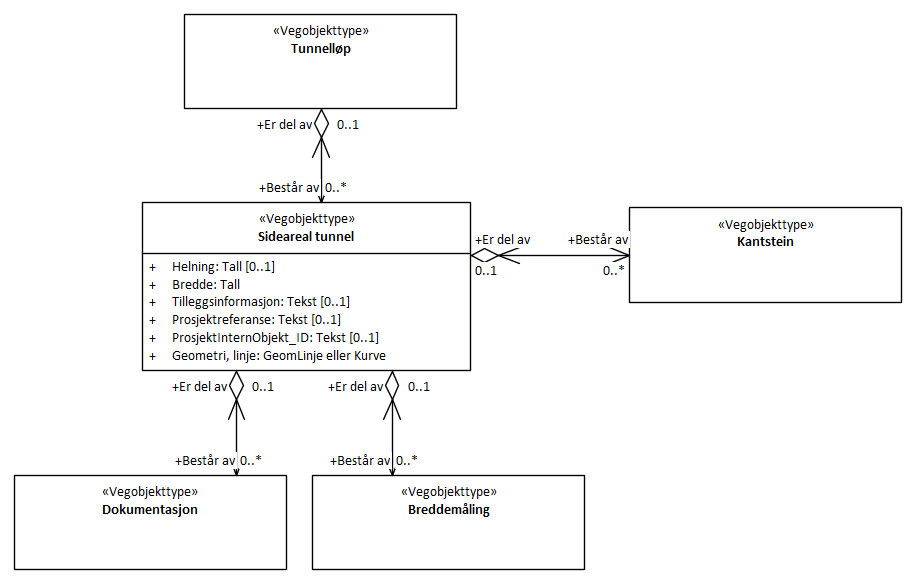 «Vegobjekttype»
Tunnelløp
+Er del av 0..1
+Består av 0..*
«Vegobjekttype»
Sideareal tunnel
+ Helning: Tall [0..1]
+ Bredde: Tall
+ Tilleggsinformasjon: Tekst [0..1]
+ Prosjektreferanse: Tekst [0..1]
+ ProsjektInternObjekt_ID: Tekst [0..1]
+ Geometri, linje: GeomLinje eller Kurve
+Er del av
0..1
+Består av
0..*
«Vegobjekttype»
Kantstein
+Er del av 0..1
+Består av 0..*
+Er del av 0..1
+Består av 0..*
«Vegobjekttype»
Dokumentasjon
«Vegobjekttype»
Breddemåling